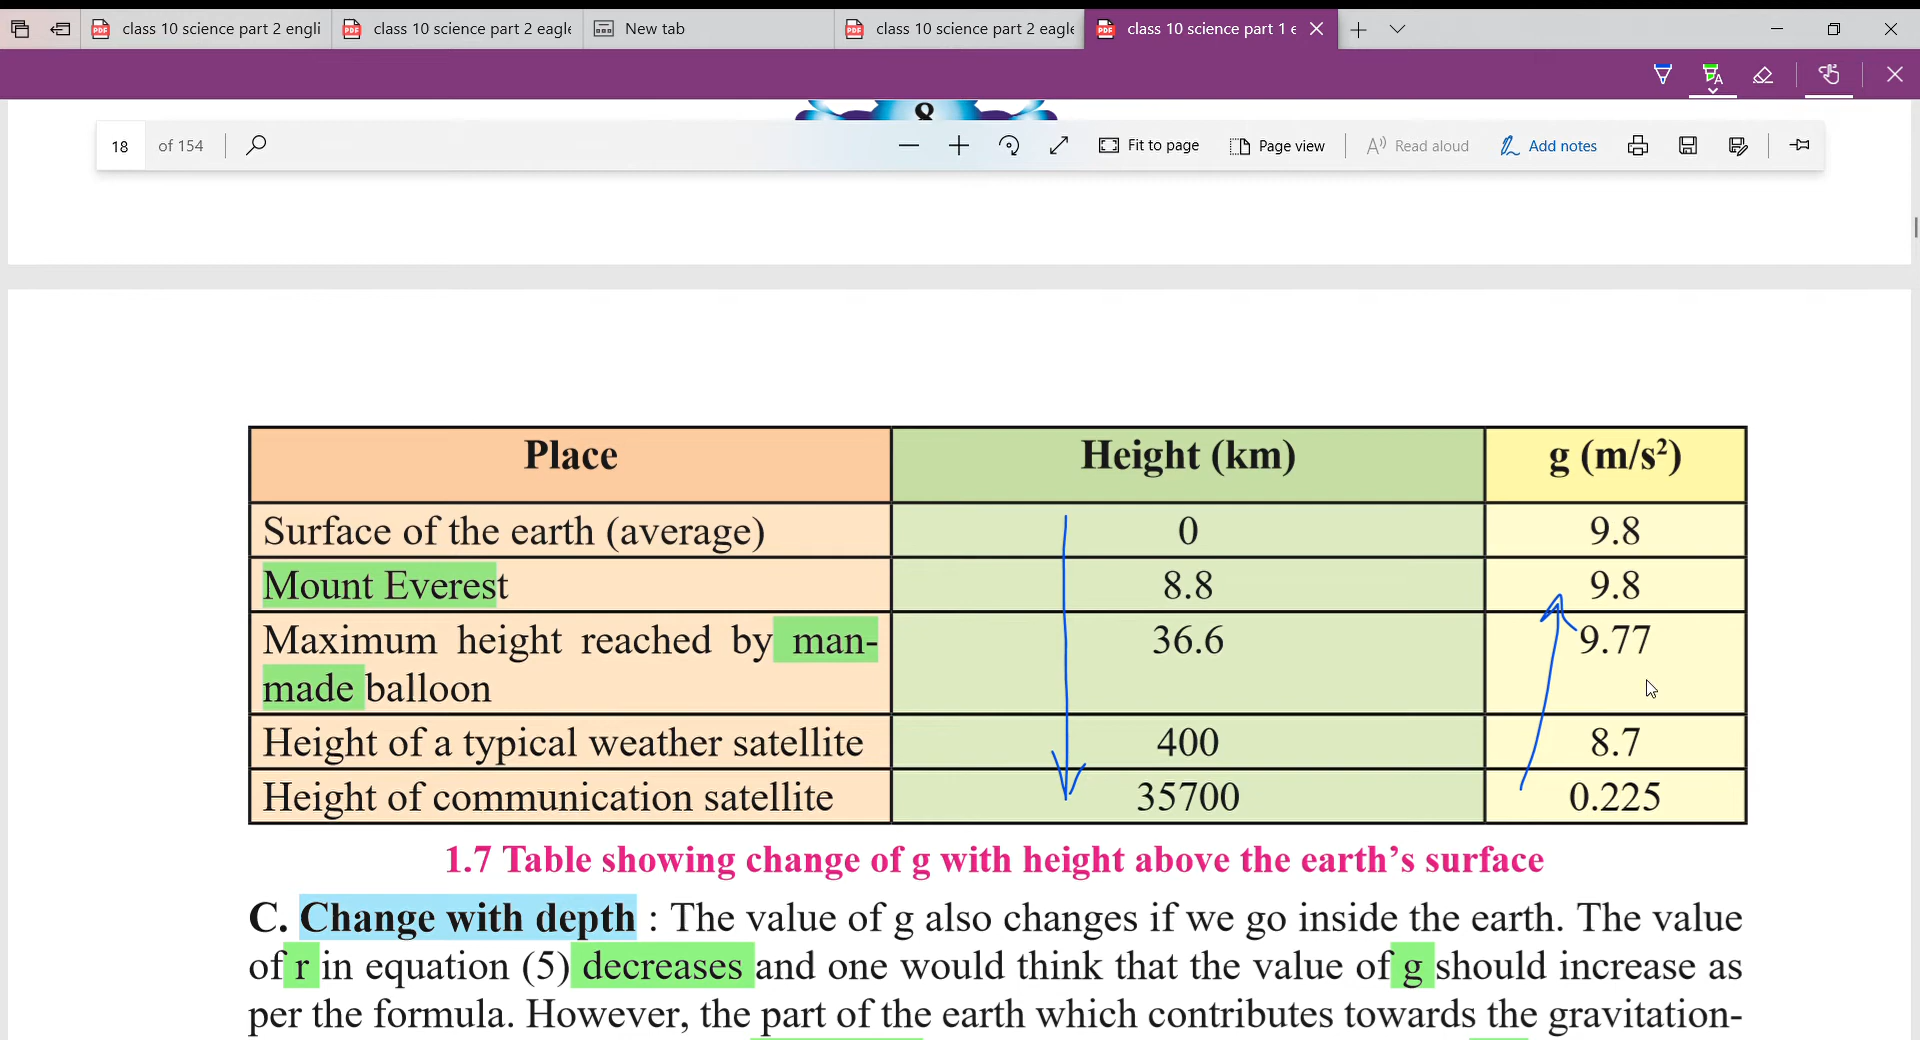 class 10 science part 2 engli
class 10 science part 2 eagle
New tab
class 10 science part 2 eagle
class 10 science part 1 e
8
18 of 154
Fit to page
Page view
Read aloud
Add notes
Place Height (km) g (m/s²)
Surface of the earth (average) 0 9.8
Mount Everest 8.8 9.8
Maximum height reached by man- 36.6 9.77
made balloon
Height of a typical weather satellite 400 8.7
Height of communication satellite 35700 0.225
1.7 Table showing change of g with height above the earth’s surface
C. Change with depth : The value of g also changes if we go inside the earth. The value
of r in equation (5) decreases and one would think that the value of g should increase as
per the formula. However, the part of the earth which contributes towards the gravitation-